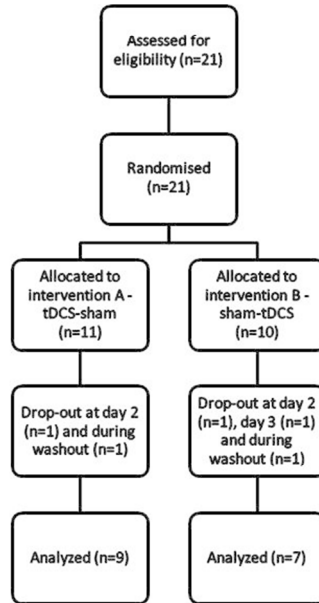 Assessed for
eligibility (n=21)
Randomised
(n=21)
Allocated to
intervention A -
tDCS-sham
(n=11)
Allocated to
intervention B -
sham-tDCS
(n=10)
Drop-out at day 2
(n=1) and during
washout (n=1)
Drop-out at day 2
(n=1), day 3 (n=1)
and during
washout (n=1)
Analyzed (n=9)
Analyzed (n=7)